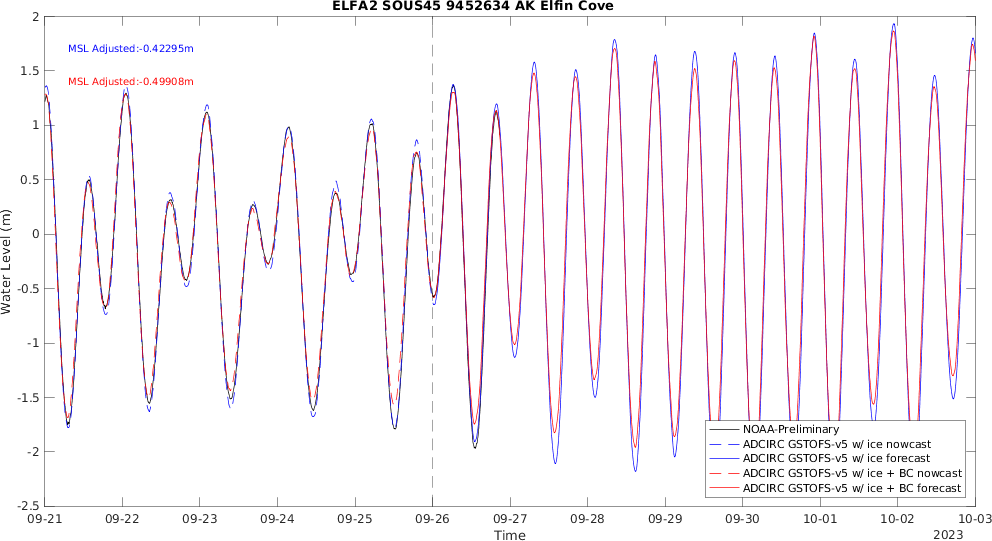 ELFA2 SOUS45 9452634 AK Elfin Cove
2
1.5
1
0.5
0
-0.5
-1
-1.5
-2
-2.5
Water Level (m)
MSL Adjusted:-0.42295m
MSL Adjusted:-0.49908m
NOAA-Preliminary
ADCIRC GSTOFS-v5 w/ ice nowcast
ADCIRC GSTOFS-v5 w/ ice forecast
ADCIRC GSTOFS-v5 w/ ice + BC nowcast
ADCIRC GSTOFS-v5 w/ ice + BC forecast
09-21 09-22 09-23 09-24 09-25 09-26 09-27 09-28 09-29 09-30 10-01 10-02 10-03
Time 2023